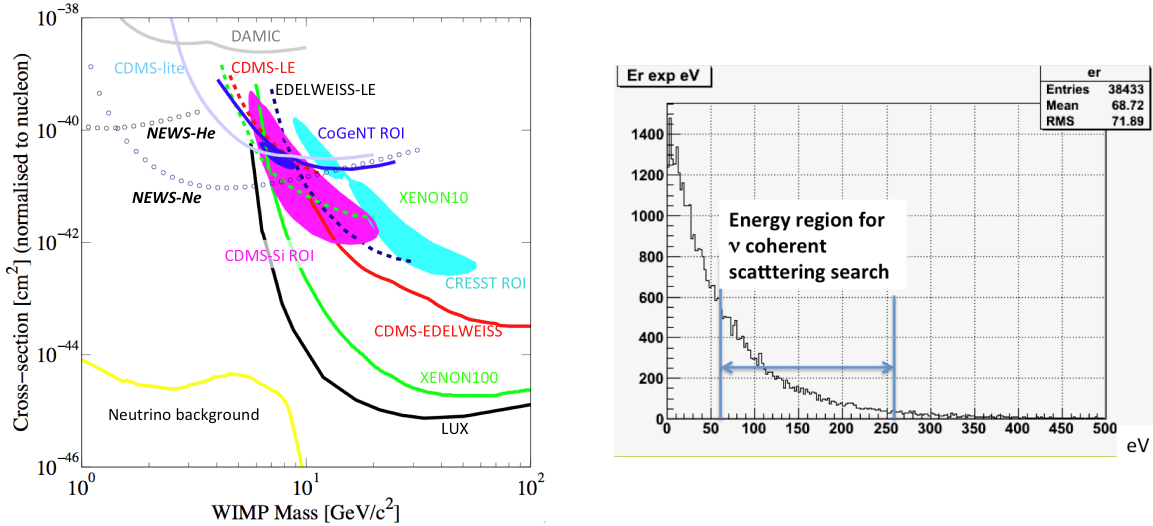 10^-38
10^-40
10^-42
10^-44
10^-46
Cross−section [cm^2] (normalised to nucleon)
DAMIC
CDMS-lite
CDMS-LE
EDELWEISS-LE
NEWS-He
CoGeNT ROI
NEWS-Ne
XENON10
CDMS-Si ROI
CRESST ROI
CDMS-EDELWEISS
XENON100
Neutrino background
LUX
10^0
10^1
10^2
WIMP Mass [GeV/c^2]
Er exp eV
er
Entries 38433
Mean 68.72
RMS 71.89
1400
1200
1000
800
600
400
200
0
Energy region for
ν coherent
scatttering search
0 50 100 150 200 250 300 350 400 450 500
eV